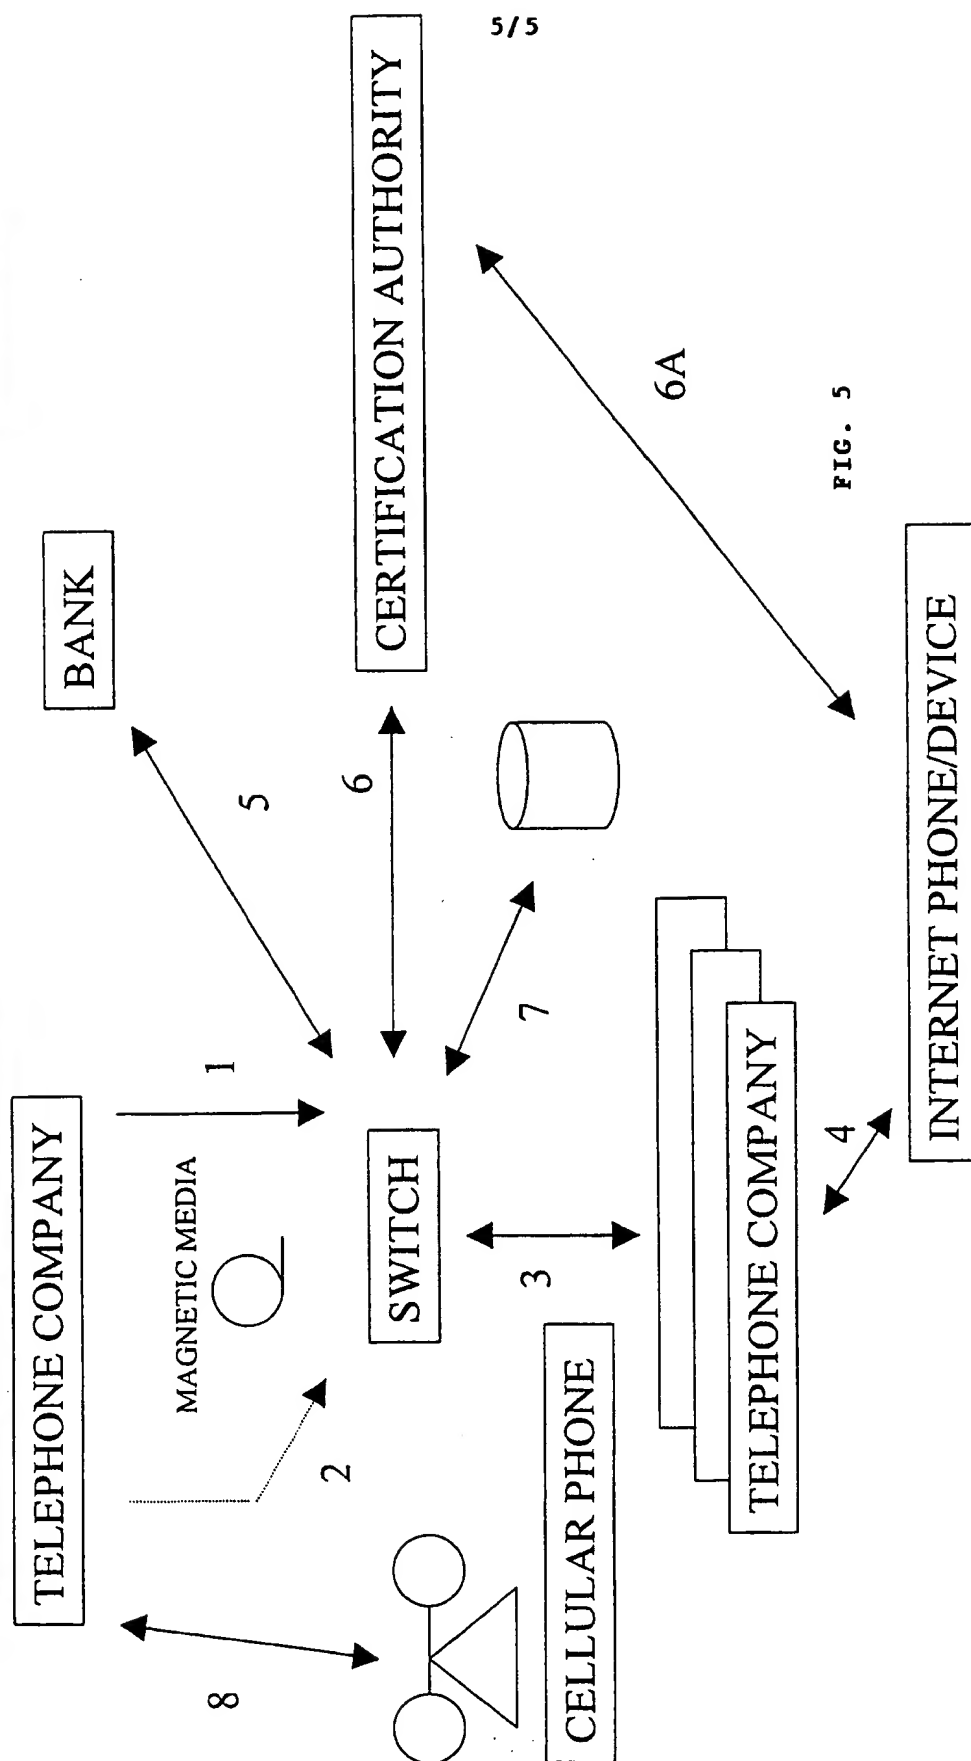 5/5
TELEPHONE COMPANY
BANK
MAGNETIC MEDIA
1
5
2
8
SWITCH
6
CERTIFICATION AUTHORITY
3
7
CELLULAR PHONE
TELEPHONE COMPANY
4
6A
INTERNET PHONE/DEVICE
FIG. 5